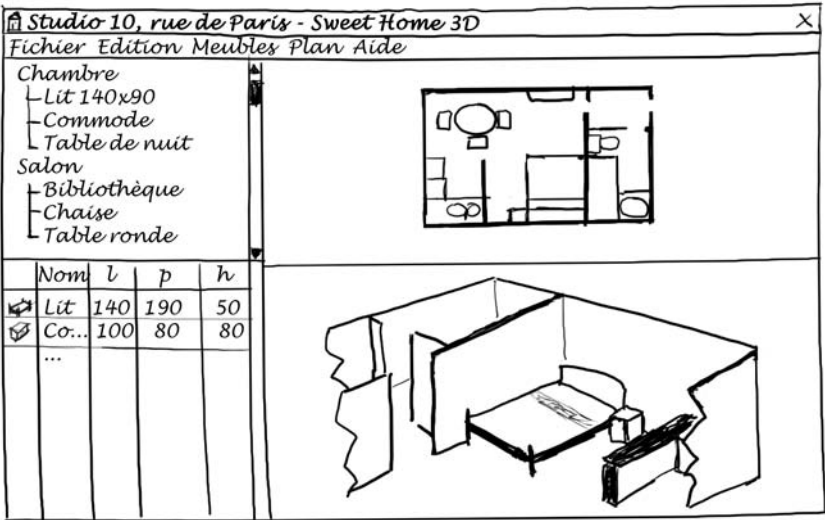 Studio 10, rue de Paris - Sweet Home 3D X
Fichier Edition Meubles Plan Aide
Chambre
Lit 140x90
Commode
Table de nuit
Salon
Bibliothèque
Chaise
Table ronde
Nom l p h
Lit 140 190 50
Co... 100 80 80
...